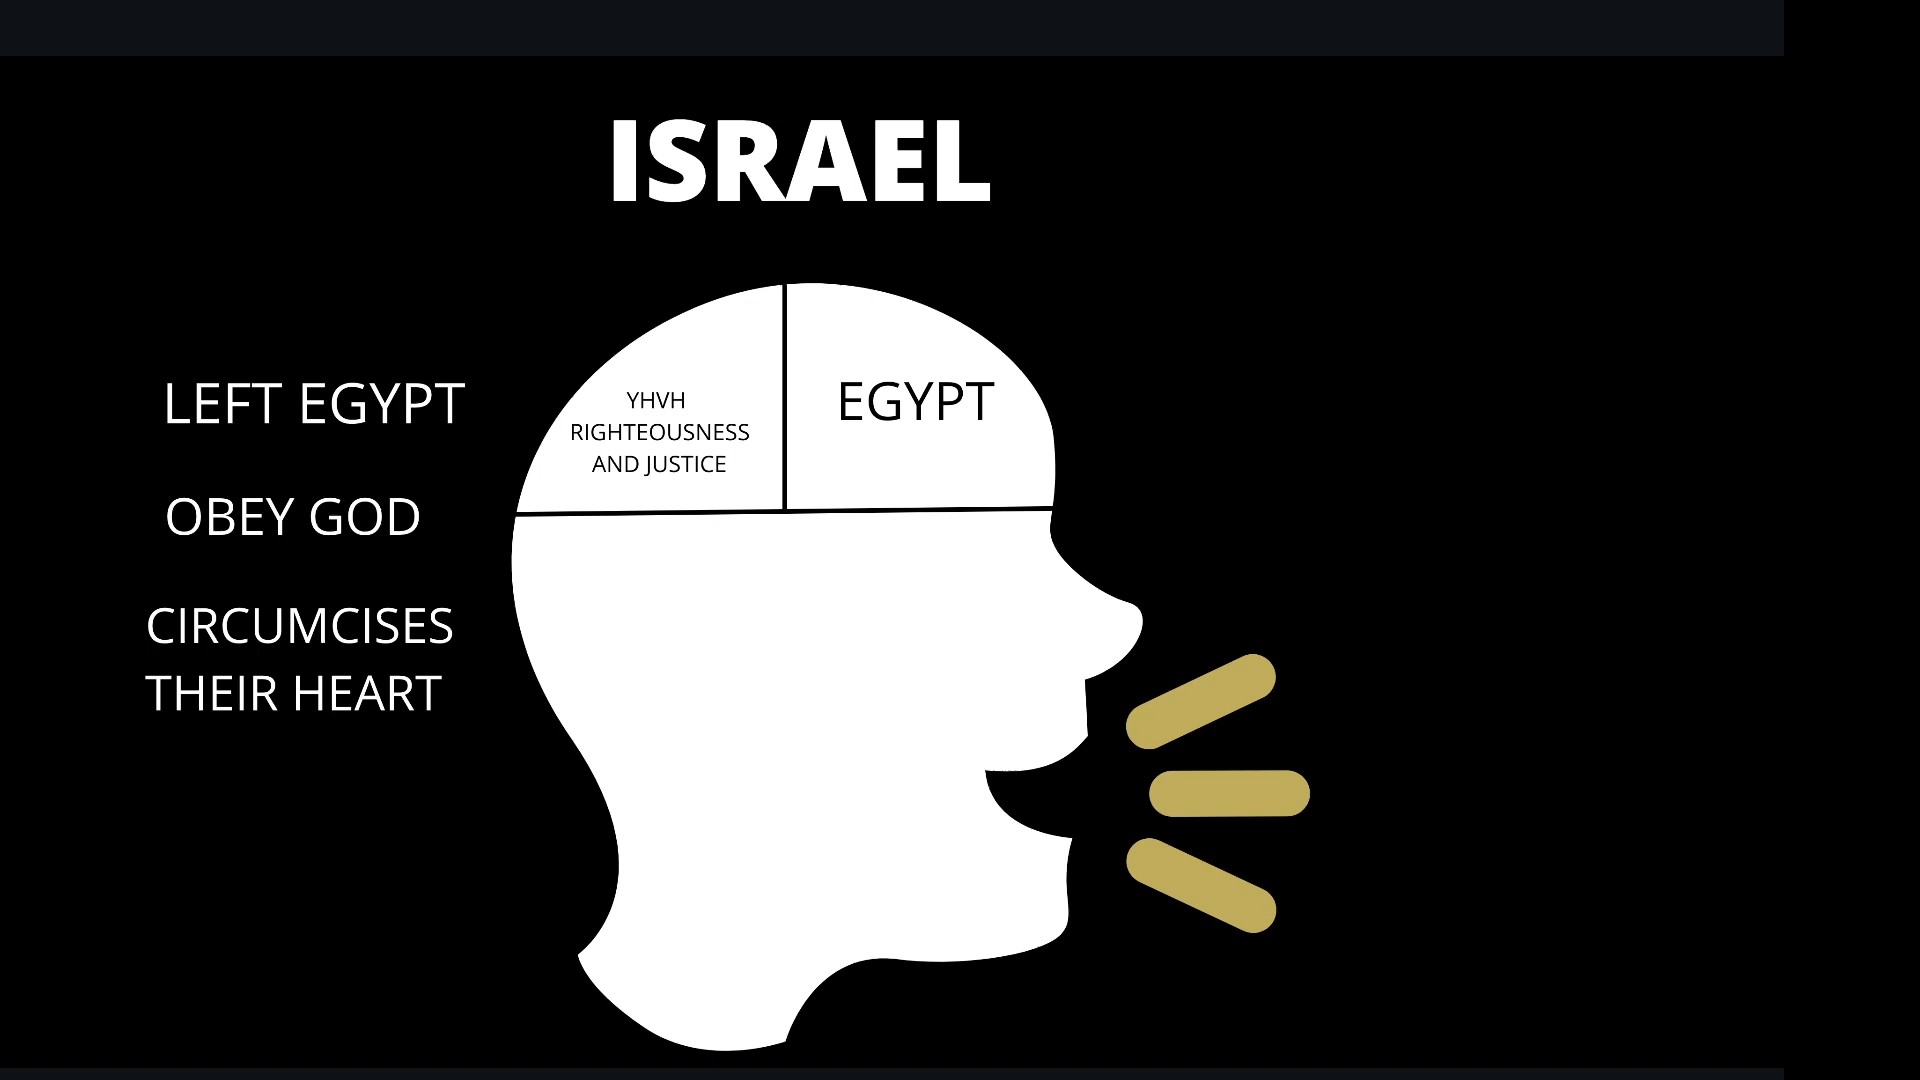 ISRAEL
LEFT EGYPT
OBEY GOD
CIRCUMCISES
THEIR HEART
YHVH
RIGHTEOUSNESS
AND JUSTICE
EGYPT